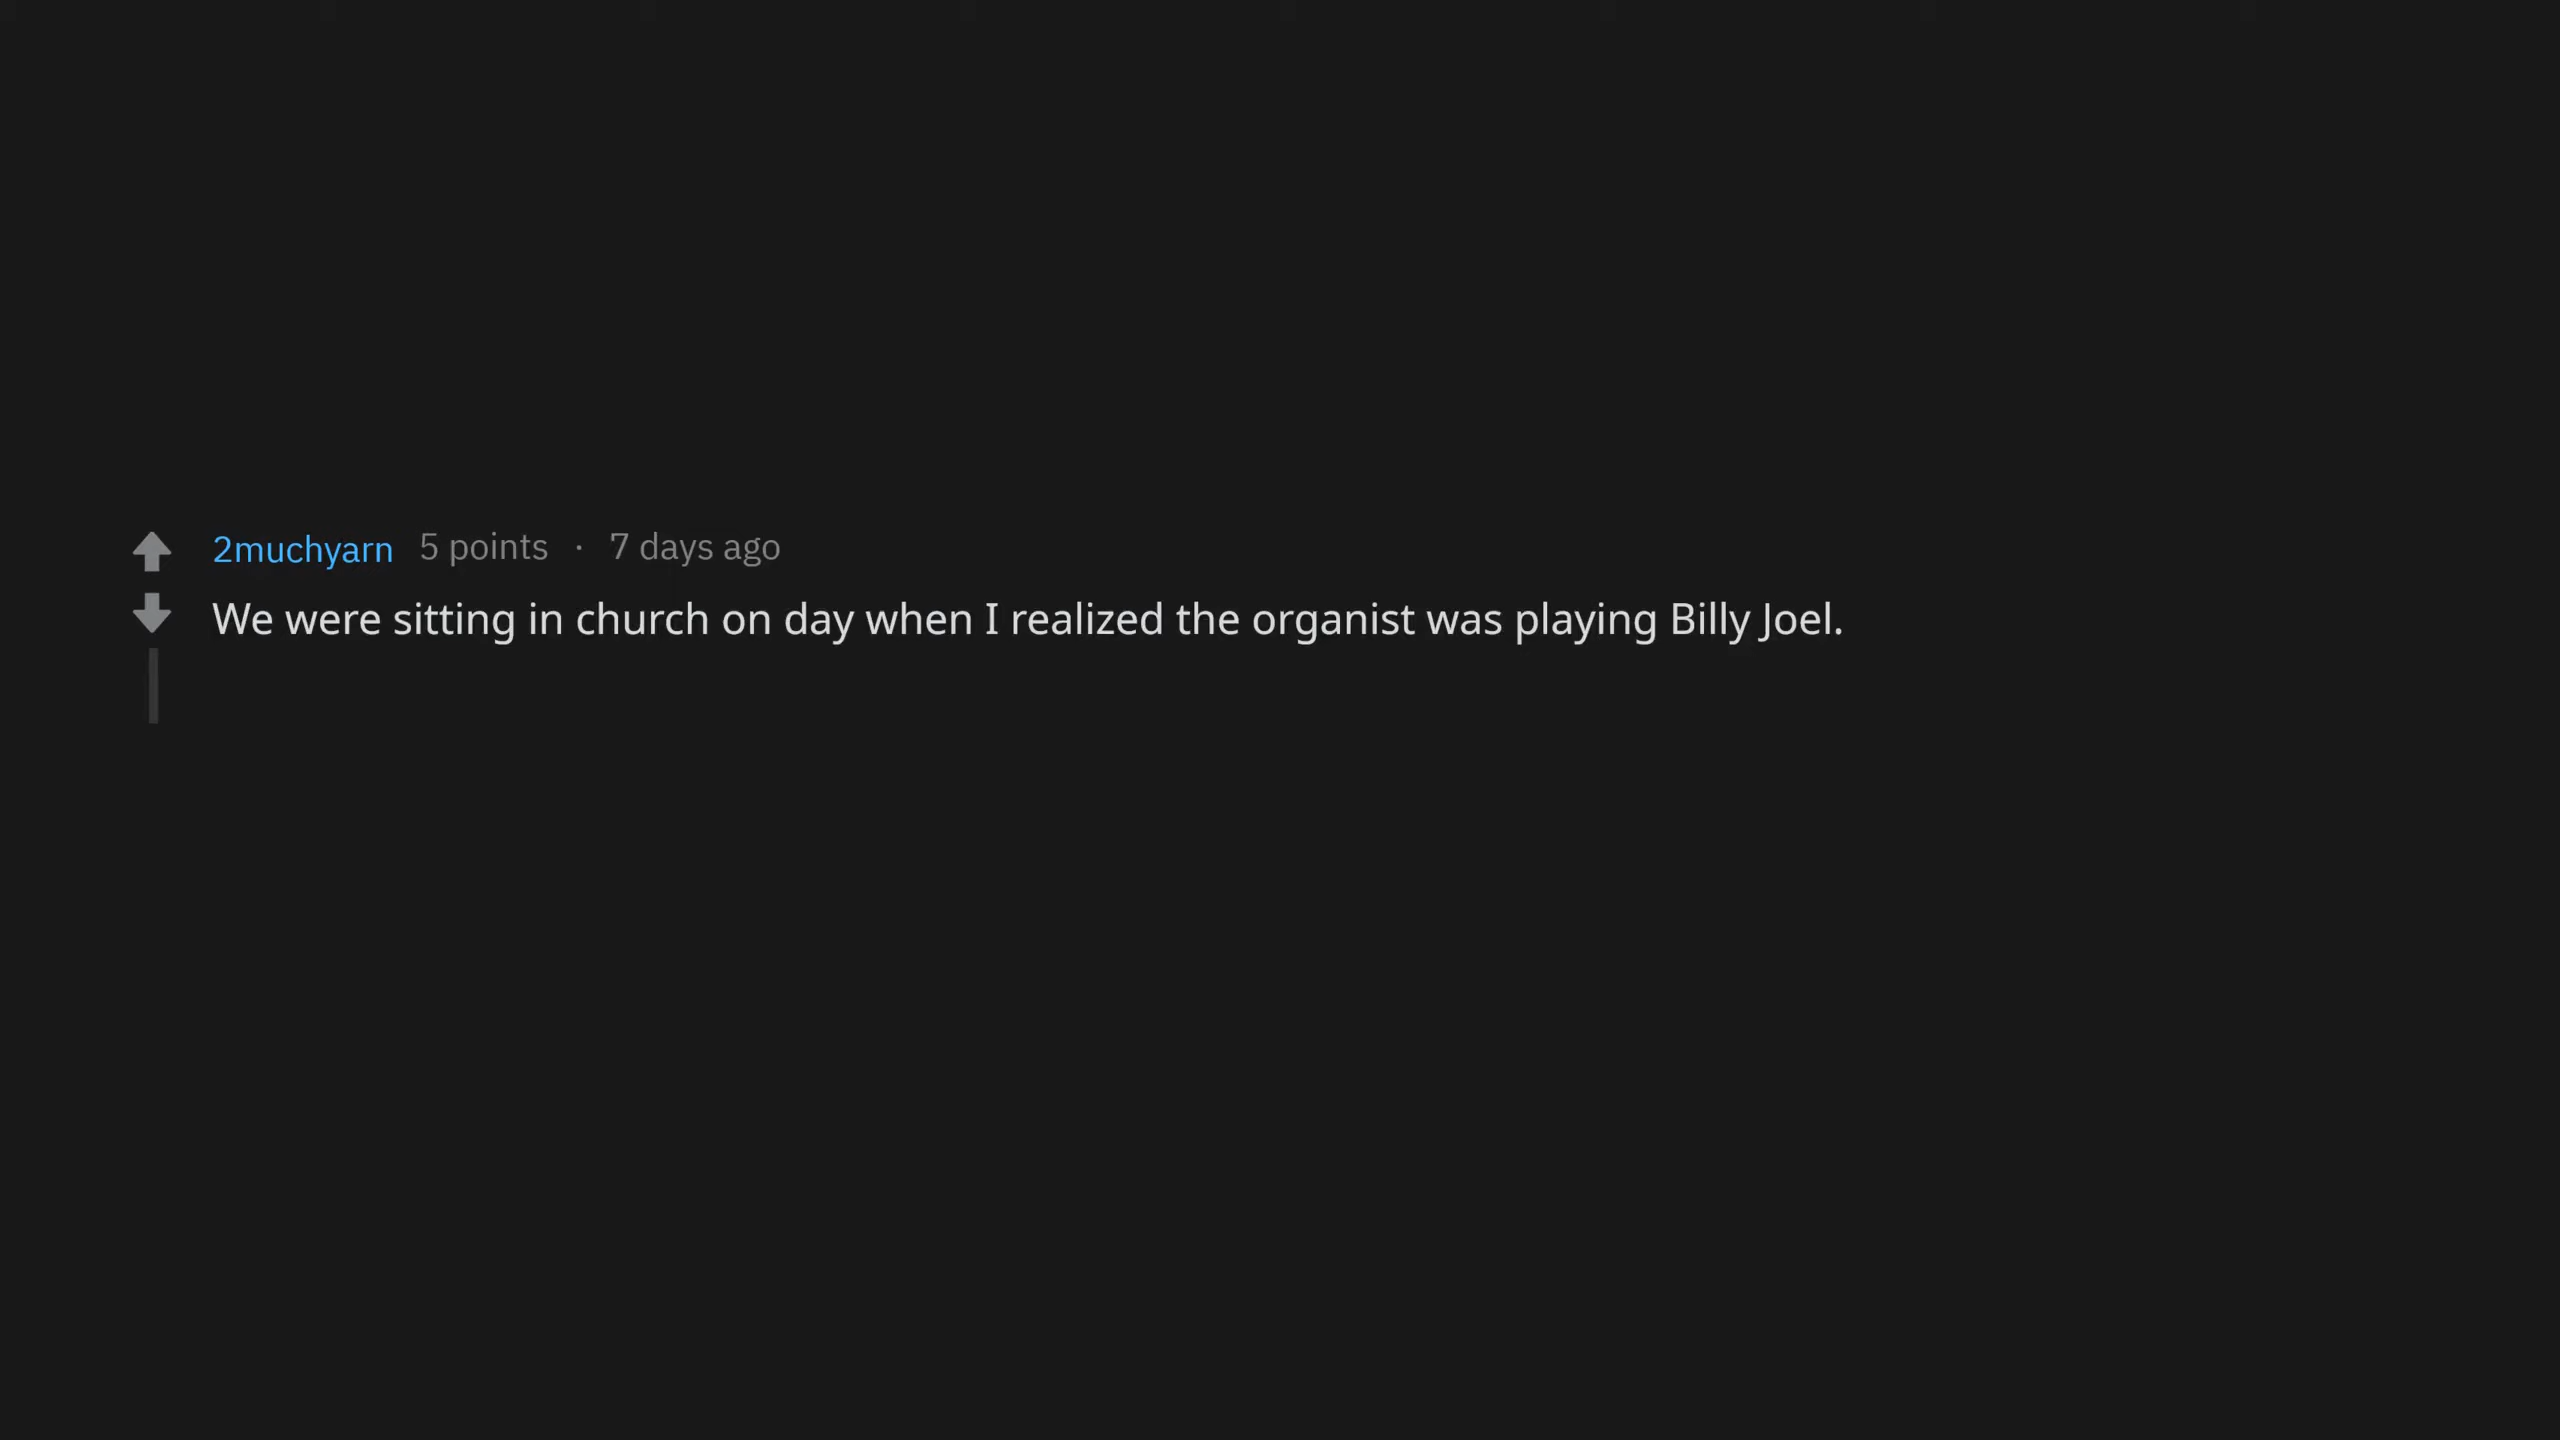 2muchyarn 5 points · 7 days ago
We were sitting in church on day when I realized the organist was playing Billy Joel.